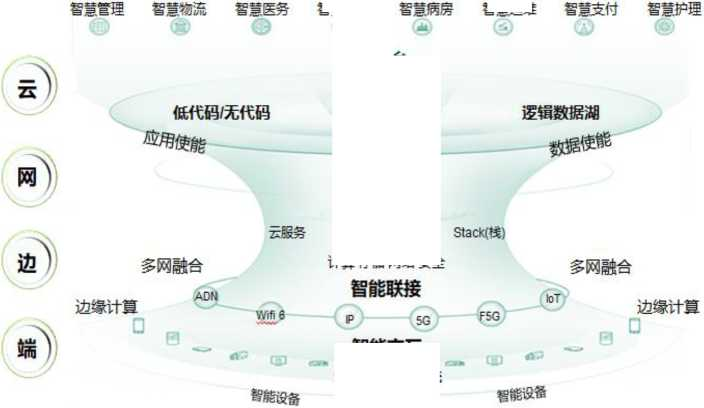 智慧管理 智慧物流 智慧医务 智慧病房 智慧支付 智慧护理
云
低代码/无代码 逻辑数据湖
应用使能 数据使能
网
云服务 Stack(栈)
边
多网融合 多网融合
智能联接
ADN Wifi 6 IP 5G F5G IoT
边缘计算 边缘计算
端
智能设备 智能设备